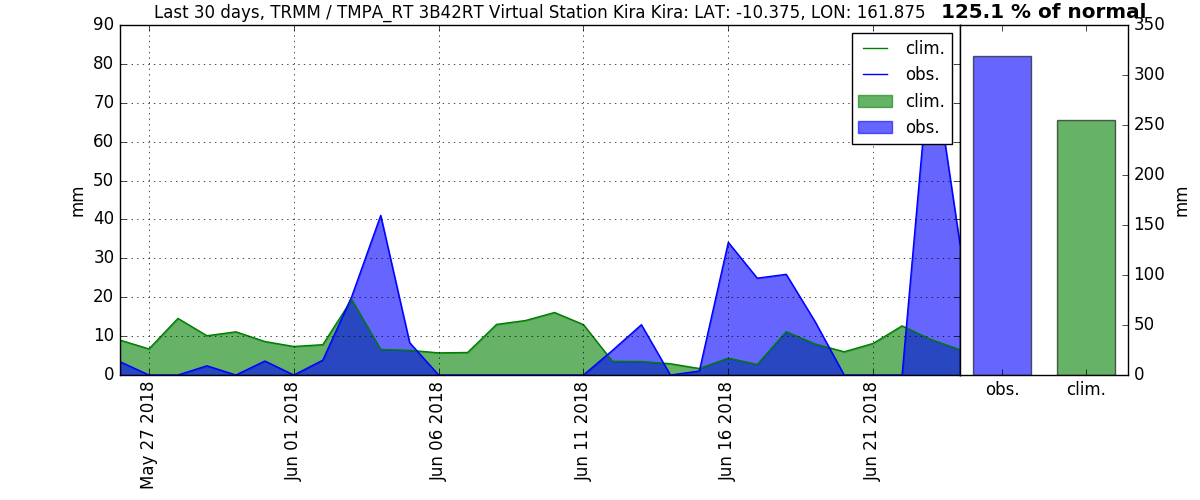 Last 30 days, TRMM / TMPA_RT 3B42RT Virtual Station Kira Kira: LAT: -10.375, LON: 161.875 125.1 % of normal
90
80
70
60
50
40
30
20
10
0
mm
clim.
obs.
clim.
obs.
May 27 2018
Jun 01 2018
Jun 06 2018
Jun 11 2018
Jun 16 2018
Jun 21 2018
350
300
250
200
150
100
50
0
mm
obs.
clim.